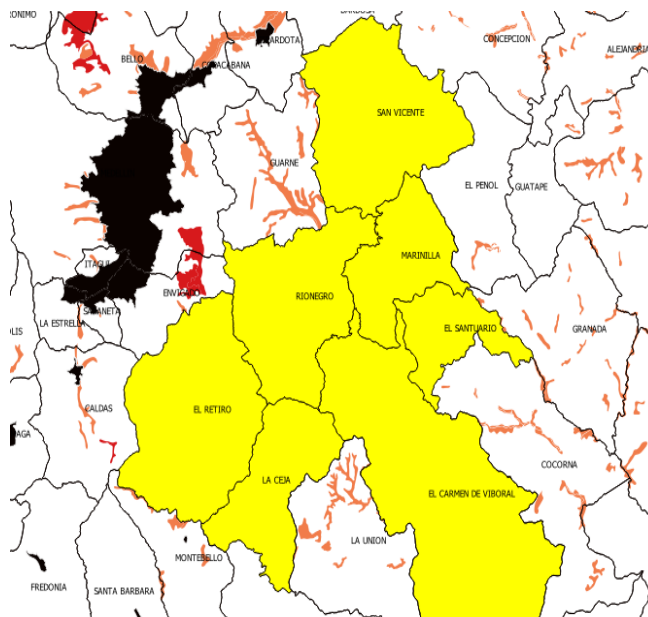 ONIMO
BARBOSA
CONCEPCION
ALEJANDRIA
BELLO
COPACABANA
ARDOTA
SAN VICENTE
GUARNE
EL PENOL
GUATAPE
MARINILLA
ITAGUI
ENVIGADO
RIONEGRO
SABANETA
LA ESTRELLA
OLIS
EL SANTUARIO
GRANADA
EL RETIRO
CALDAS
AGA
LA CEJA
COCORNA
EL CARMEN DE VIBORAL
LA UNION
MONTEBELLO
FREDONIA
SANTA BARBARA